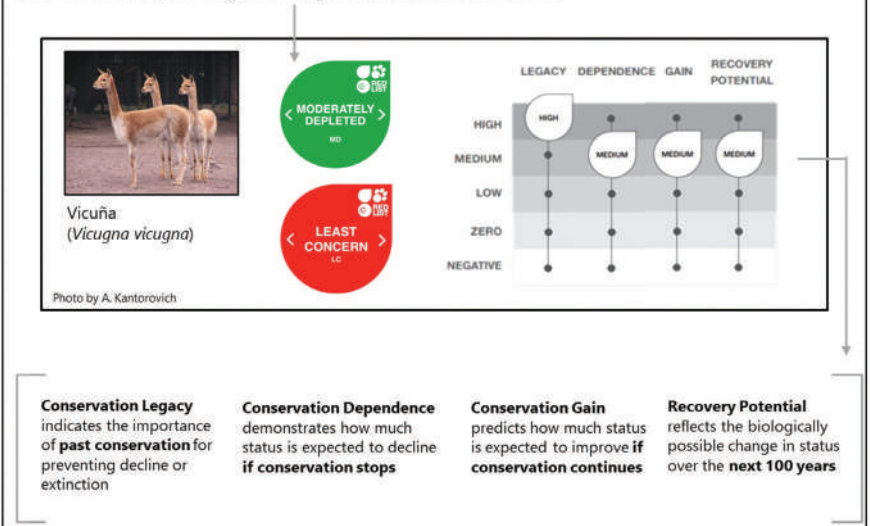 MODERATELY
DEPLETED
MD
RED
LIST
LEAST
CONCERN
LC
RED
LIST
Vicuña
(Vicugna vicugna)
Photo by A. Kantorovich
LEGACY DEPENDENCE GAIN RECOVERY
POTENTIAL
HIGH HIGH
MEDIUM MEDIUM MEDIUM MEDIUM
LOW
ZERO
NEGATIVE
Conservation Legacy
indicates the importance
of past conservation for
preventing decline or
extinction
Conservation Dependence
demonstrates how much
status is expected to decline
if conservation stops
Conservation Gain
predicts how much status
is expected to improve if
conservation continues
Recovery Potential
reflects the biologically
possible change in status
over the next 100 years